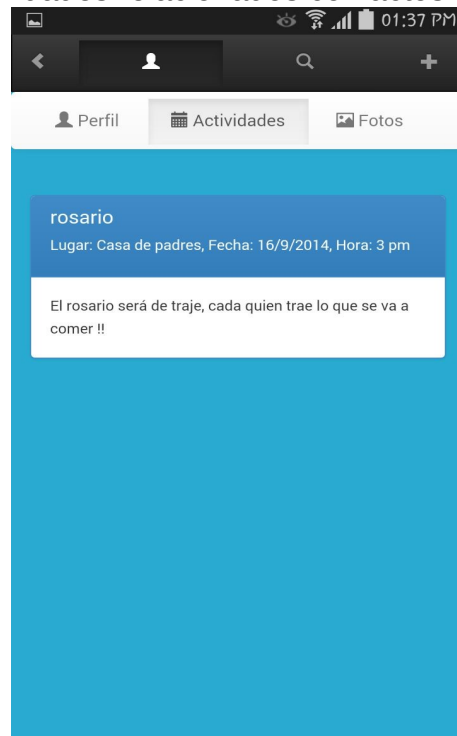 01:37 PM
Perfil Actividades Fotos
rosario
Lugar: Casa de padres, Fecha: 16/9/2014, Hora: 3 pm
El rosario será de traje, cada quien trae lo que se va a
comer !!